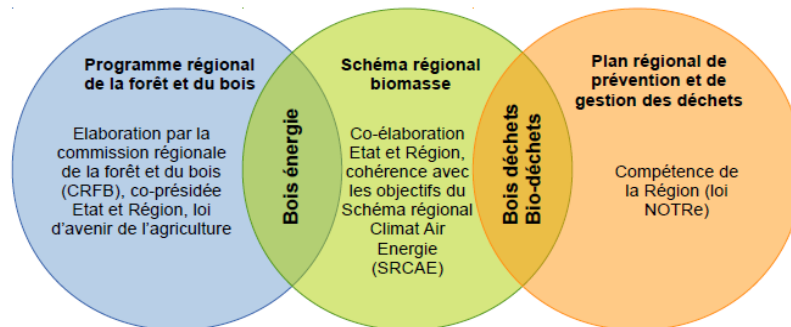 Programme régional
de la forêt et du bois
Elaboration par la
commission régionale
de la forêt et du bois
(CRFB), co-présidée
Etat et Région, loi
d'avenir de l'agriculture
Bois énergie
Schéma régional
biomasse
Co-élaboration
Etat et Région,
cohérence avec
les objectifs du
Schéma régional
Climat Air
Energie
(SRCAE)
Bois déchets
Bio-déchets
Plan régional de
prévention et de
gestion des déchets
Compétence de
la Région (loi
NOTRe)